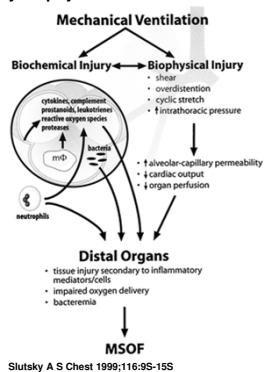 Mechanical Ventilation
Biochemical Injury
Biophysical Injury
• shear
• overdistention
• cyclic stretch
• ↑ intrathoracic pressure
cytokines, complement
prostanoids, leukotrienes
reactive oxygen species
proteases
bacteria
mΦ
neutrophils
• ↑ alveolar-capillary permeability
• ↓ cardiac output
• ↓ organ perfusion
Distal Organs
• tissue injury secondary to inflammatory
mediators/cells
• impaired oxygen delivery
• bacteremia
MSOF
Slutsky A S Chest 1999;116:9S-15S